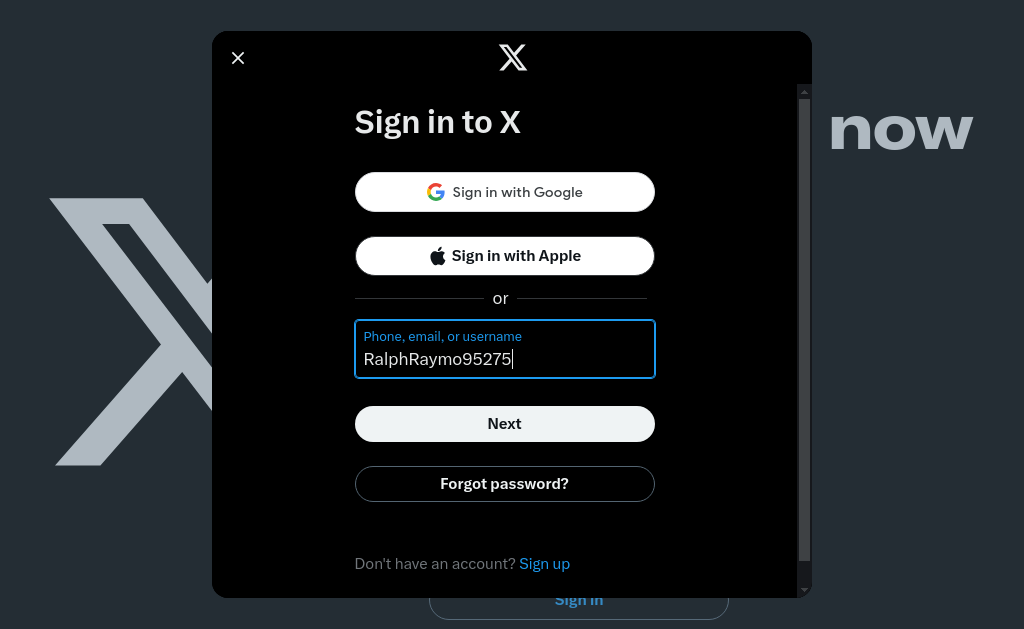 now
Sign in to X
Sign in with Google
Sign in with Apple
or
Phone, email, or username
RalphRaymo95275
Next
Forgot password?
Don't have an account? Sign up
Sign in